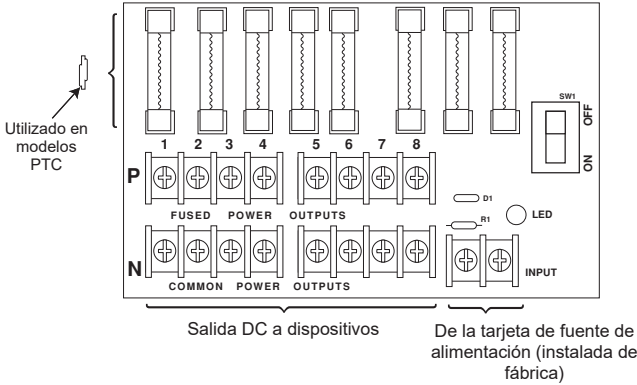 SW1
OFF
ON
Utilizado en
modelos
PTC
1 2 3 4 5 6 7 8
P
D1
R1
LED
FUSED POWER OUTPUTS
N
INPUT
COMMON POWER OUTPUTS
Salida DC a dispositivos
De la tarjeta de fuente de
alimentación (instalada de
fábrica)